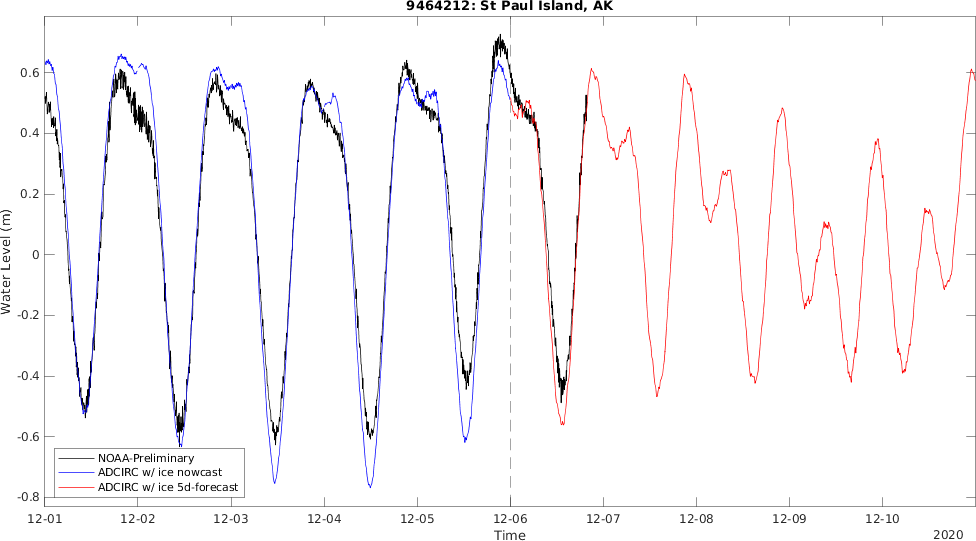 9464212: St Paul Island, AK
0.6
0.4
0.2
0
-0.2
-0.4
-0.6
-0.8
Water Level (m)
NOAA-Preliminary
ADCIRC w/ ice nowcast
ADCIRC w/ ice 5d-forecast
12-01 12-02 12-03 12-04 12-05 12-06 12-07 12-08 12-09 12-10
Time
2020